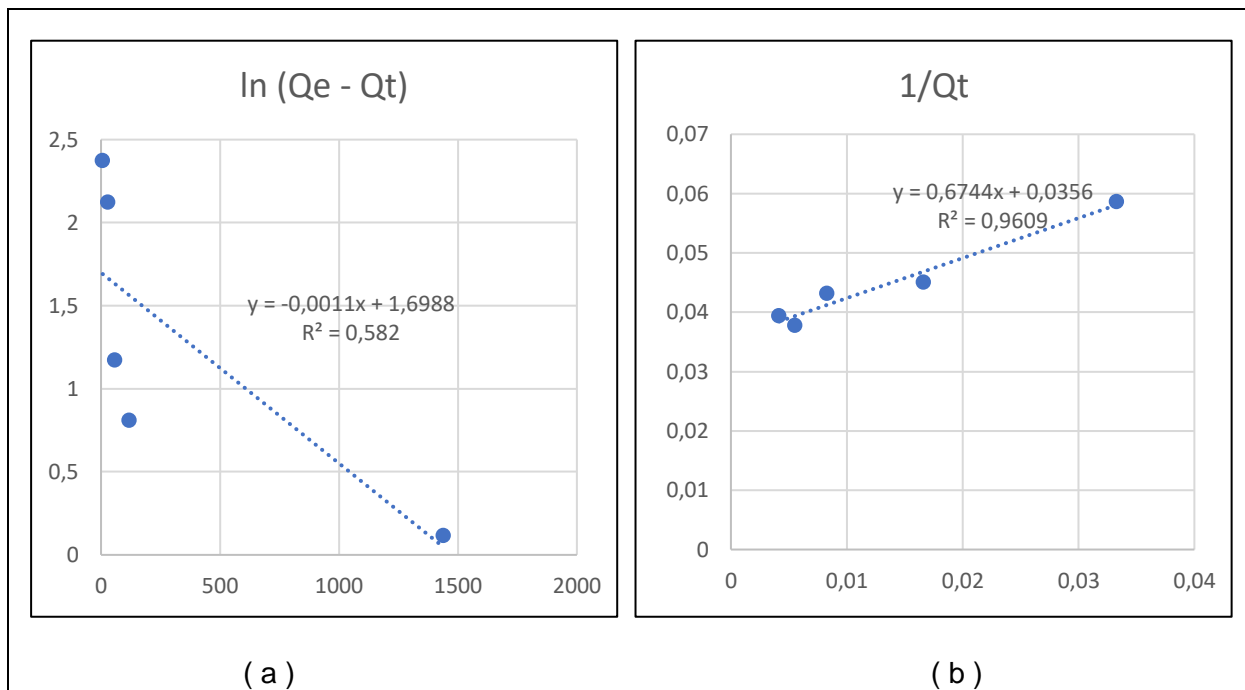 ln (Qe - Qt)
2,5
2
1,5
1
0,5
0
0 500 1000 1500 2000
y = -0,0011x + 1,6988
R² = 0,582
( a )
1/Qt
0,07
0,06
0,05
0,04
0,03
0,02
0,01
0
0 0,01 0,02 0,03 0,04
y = 0,6744x + 0,0356
R² = 0,9609
( b )